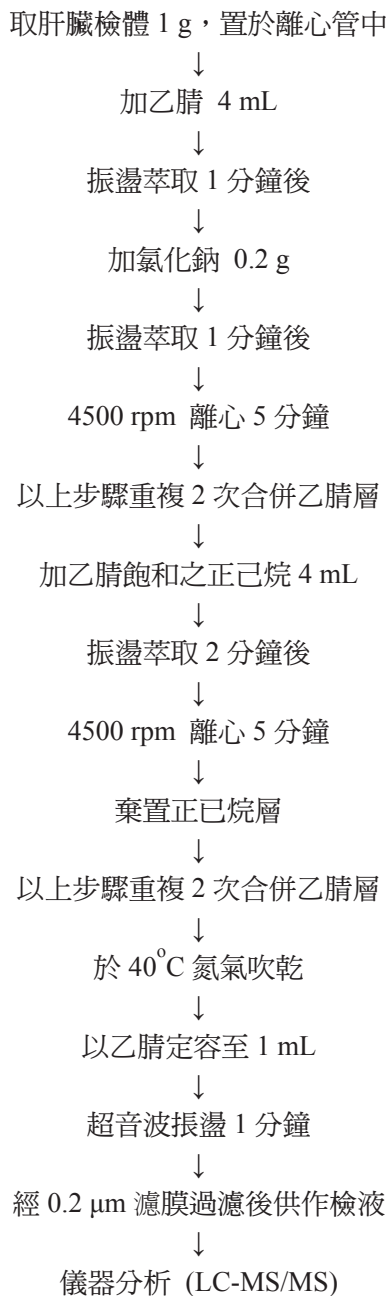 取肝臟檢體 1 g，置於離心管中
↓
加乙腈 4 mL
↓
振盪萃取 1 分鐘後
↓
加氯化鈉 0.2 g
↓
振盪萃取 1 分鐘後
↓
4500 rpm 離心 5 分鐘
↓
以上步驟重複 2 次合併乙腈層
↓
加乙腈飽和之正已烷 4 mL
↓
振盪萃取 2 分鐘後
↓
4500 rpm 離心 5 分鐘
↓
棄置正已烷層
↓
以上步驟重複 2 次合併乙腈層
↓
於 40°C 氮氣吹乾
↓
以乙腈定容至 1 mL
↓
超音波振盪 1 分鐘
↓
經 0.2 μm 濾膜過濾後供作檢液
↓
儀器分析 (LC-MS/MS)